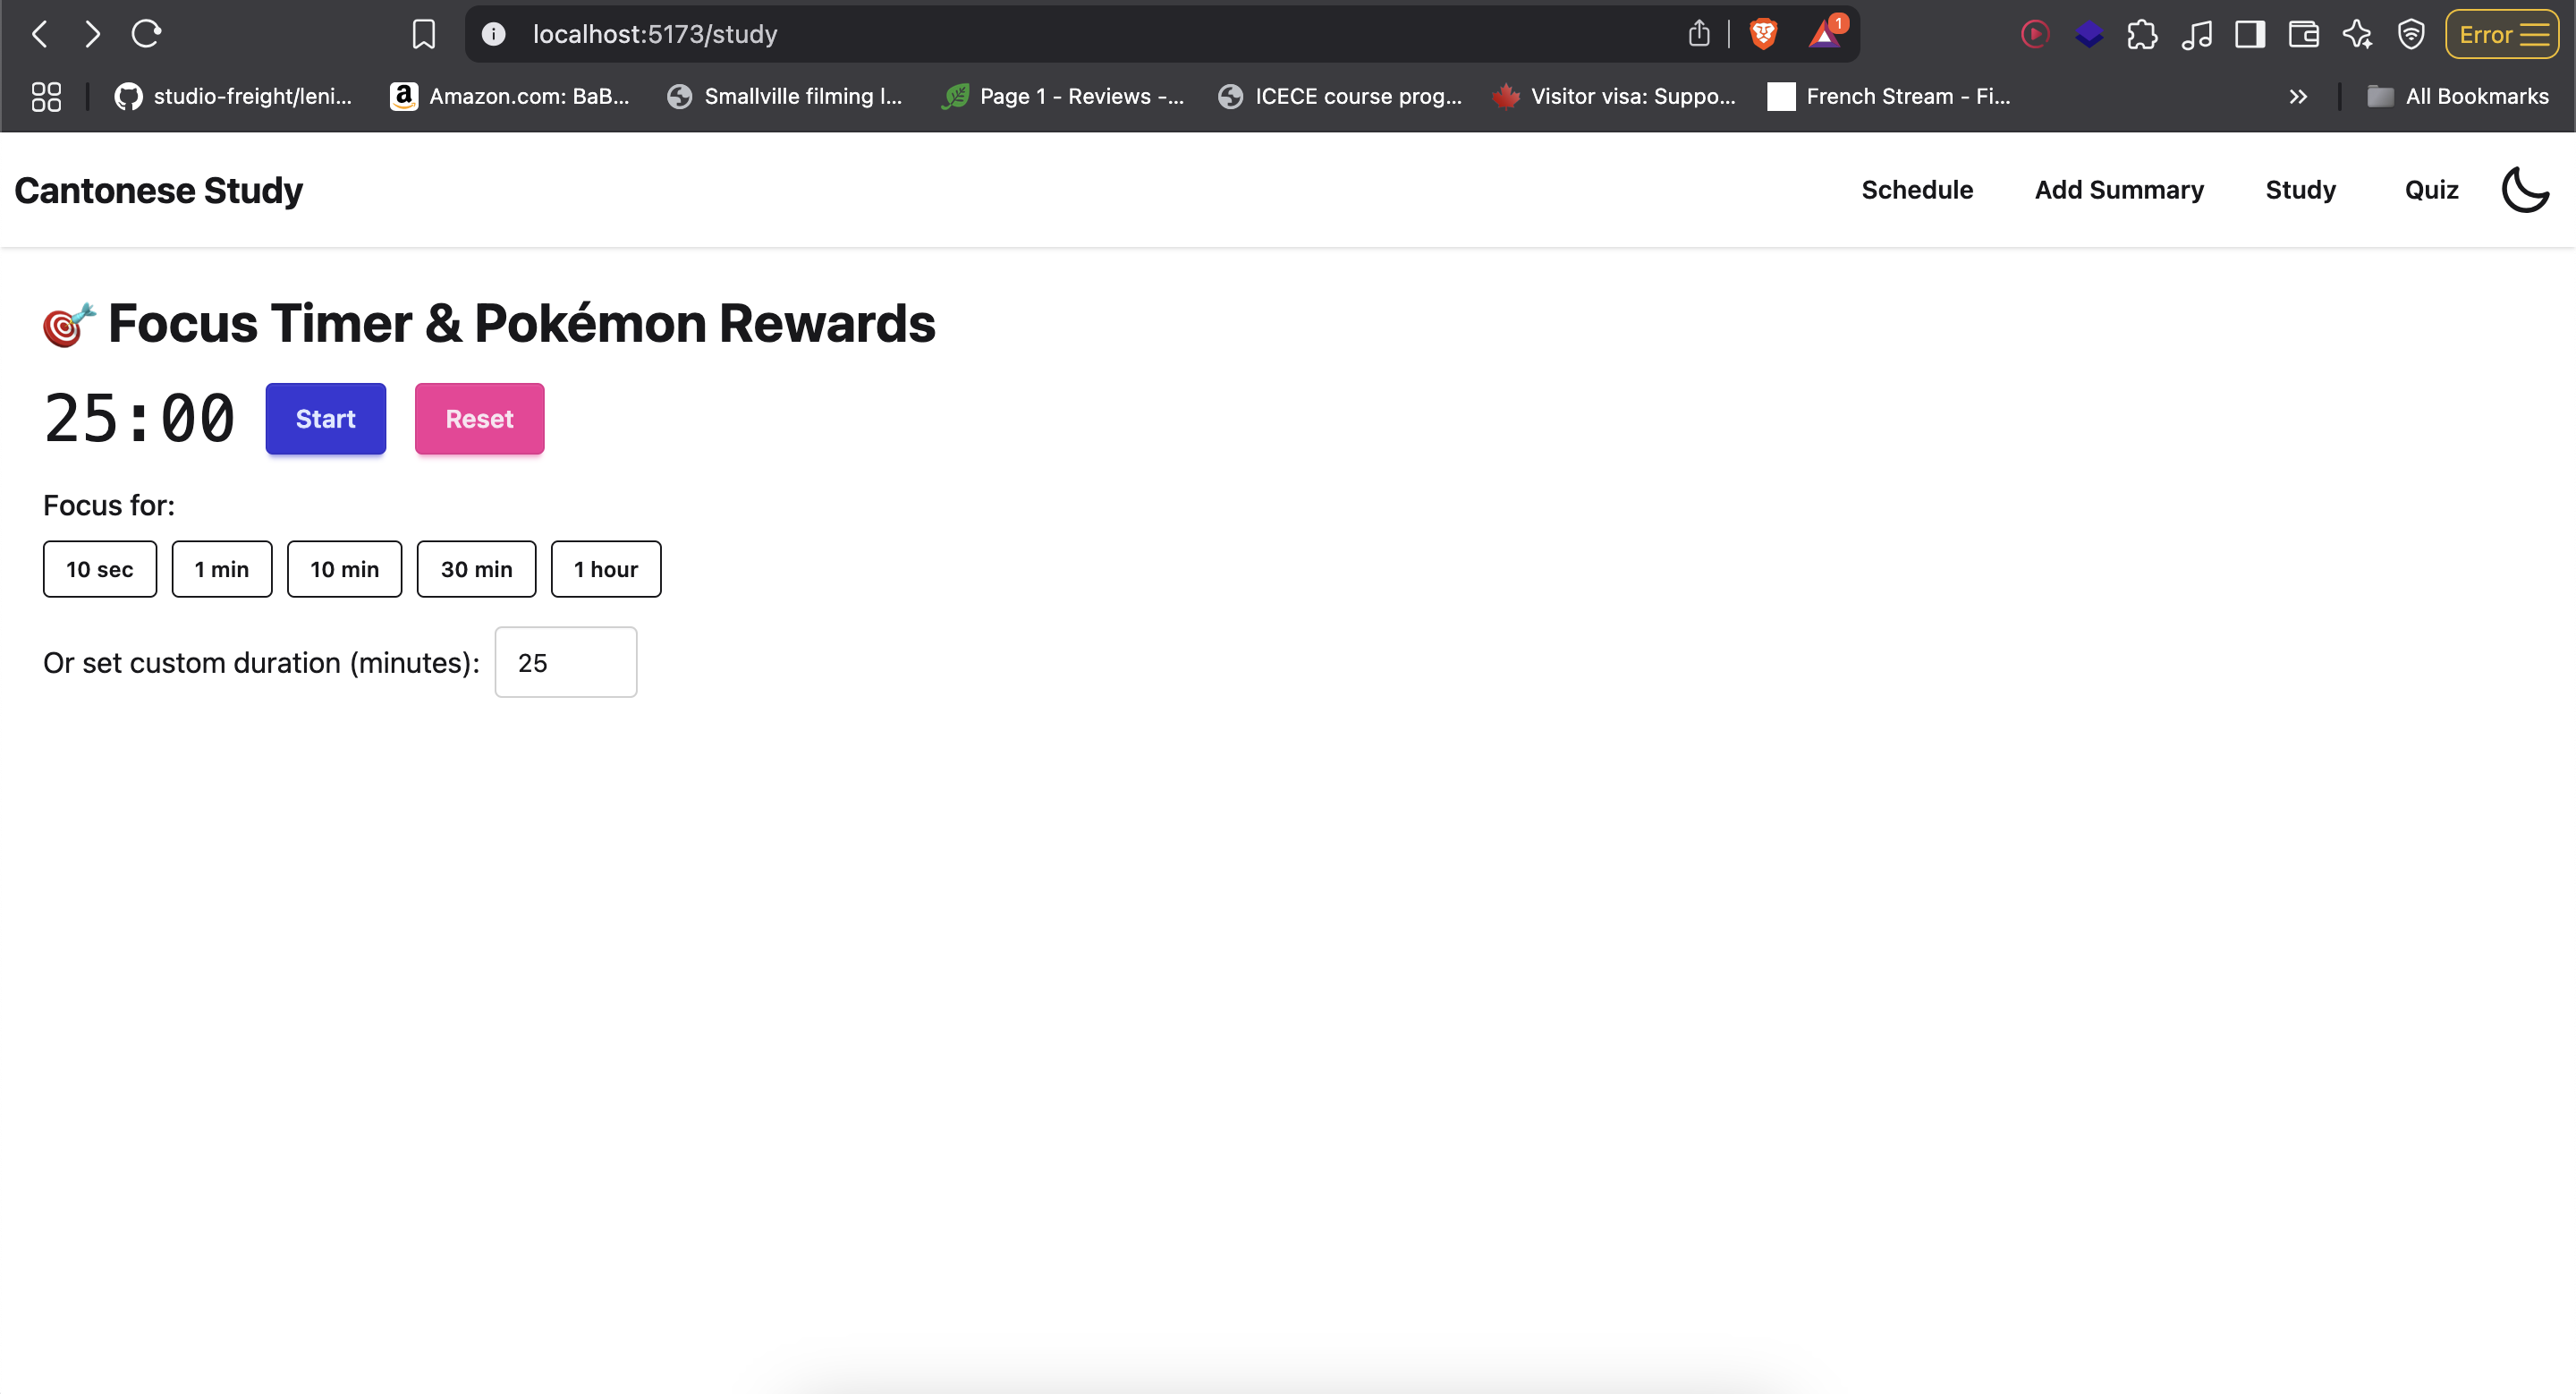 localhost:5173/study
1
Error
studio-freight/leni...
Amazon.com: BaB...
Smallville filming l...
Page 1 - Reviews -...
ICECE course prog...
Visitor visa: Suppo...
French Stream - Fi...
All Bookmarks
Cantonese Study
Schedule
Add Summary
Study
Quiz
🎯 Focus Timer & Pokémon Rewards
25:00
Start
Reset
Focus for:
10 sec
1 min
10 min
30 min
1 hour
Or set custom duration (minutes):
25